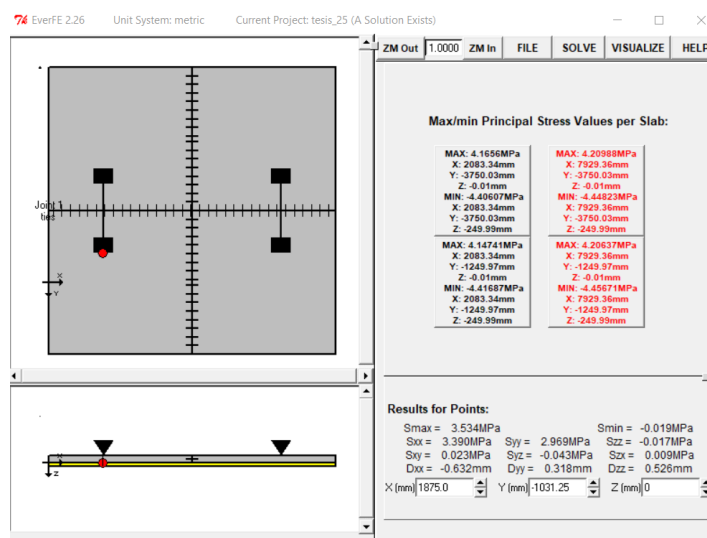 EverFE 2.26 Unit System: metric Current Project: tesis_25 (A Solution Exists)
ZM Out 1.0000 ZM In FILE SOLVE VISUALIZE HELP
Max/min Principal Stress Values per Slab:
MAX: 4.1656MPa
X: 2083.34mm
Y: -3750.03mm
Z: -0.01mm
MIN: -4.40607MPa
X: 2083.34mm
Y: -3750.03mm
Z: -249.99mm
MAX: 4.20988MPa
X: 7929.36mm
Y: -3750.03mm
Z: -0.01mm
MIN: -4.44823MPa
X: 7929.36mm
Y: -3750.03mm
Z: -249.99mm
MAX: 4.14741MPa
X: 2083.34mm
Y: -1249.97mm
Z: -0.01mm
MIN: -4.41687MPa
X: 2083.34mm
Y: -1249.97mm
Z: -249.99mm
MAX: 4.20637MPa
X: 7929.36mm
Y: -1249.97mm
Z: -0.01mm
MIN: -4.45671MPa
X: 7929.36mm
Y: -1249.97mm
Z: -249.99mm
Joint 1
ties
X
Y
X
Z
Results for Points:
Smax = 3.534MPa Smin = -0.019MPa
Sxx = 3.390MPa Syy = 2.969MPa Szz = -0.017MPa
Sxy = 0.023MPa Syz = -0.043MPa Szx = 0.009MPa
Dxx = -0.632mm Dyy = 0.318mm Dzz = 0.526mm
X (mm) 1875.0 Y (mm) -1031.25 Z (mm) 0